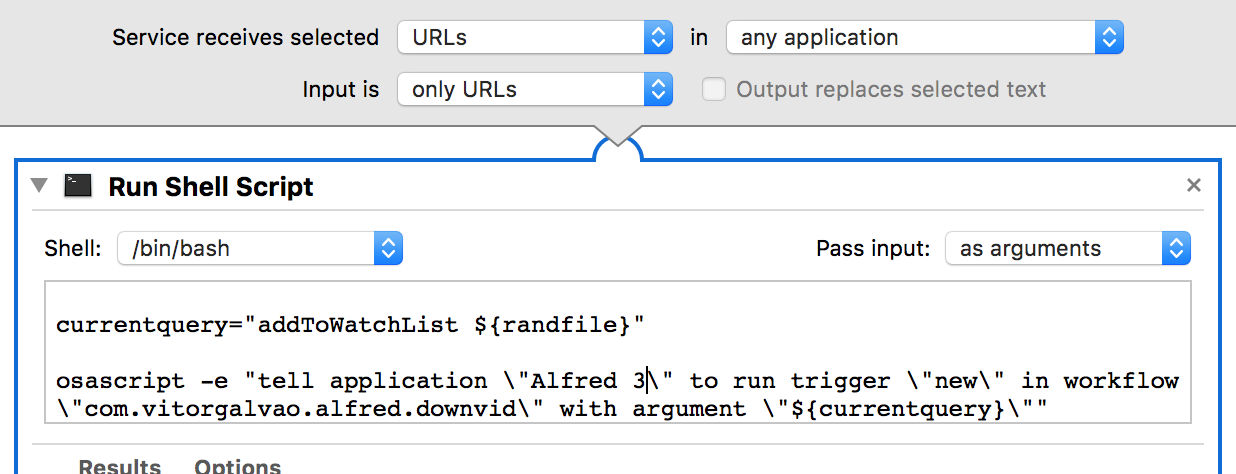 Service receives selected URLs in any application
Input is only URLs Output replaces selected text
Run Shell Script
Shell: /bin/bash Pass input: as arguments
currentquery="addToWatchList ${randfile}"
osascript -e "tell application \"Alfred 3\" to run trigger \"new\" in workflow
\"com.vitorgalvao.alfred.downvid\" with argument \"${currentquery}\""
Results Options